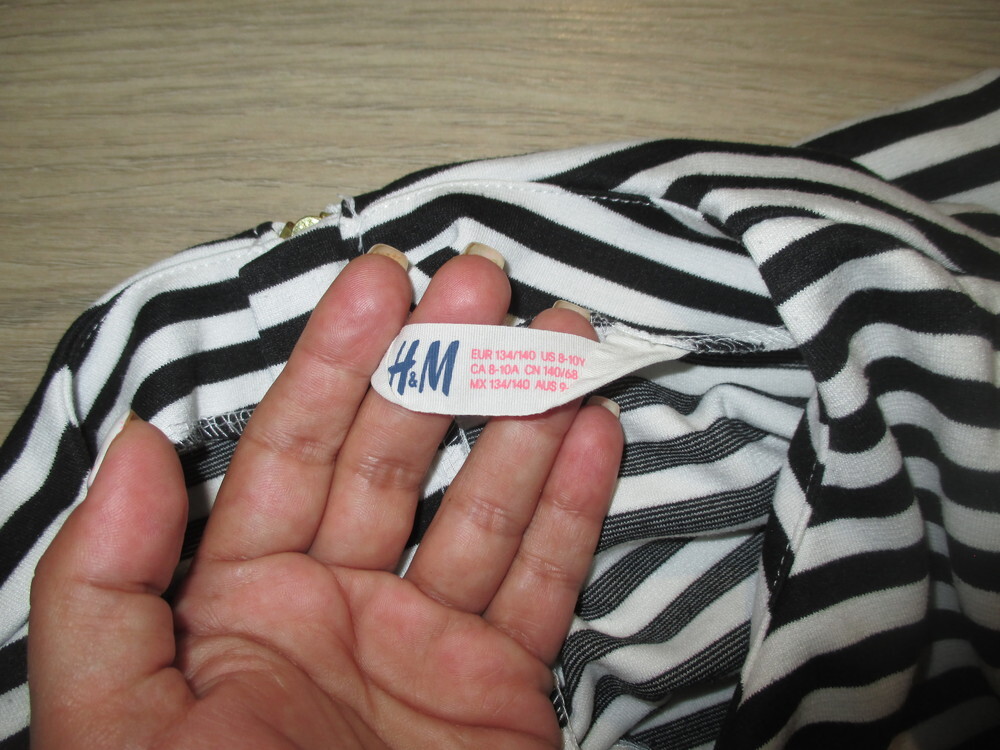 H&M
EUR 134/140 US 8-10Y
CA 8-10A CN 140/68
MX 134/140 AUS 9-